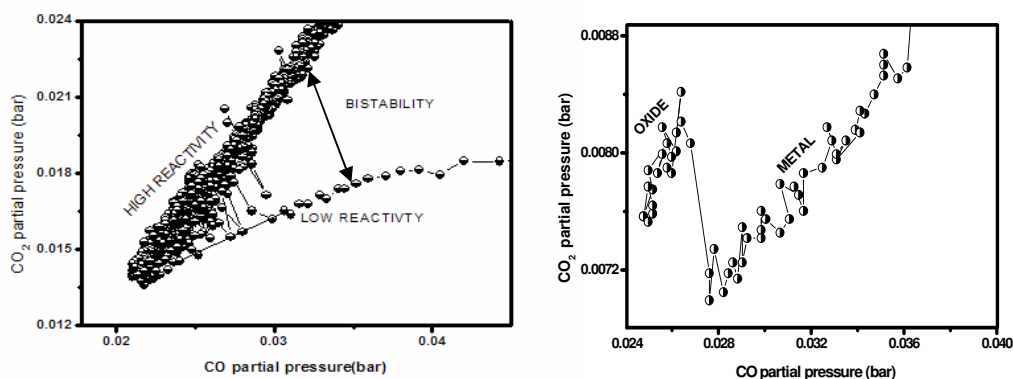 0.024
0.021
0.018
0.015
0.012
0.02
0.03
0.04
CO₂ partial pressure (bar)
CO partial pressure(bar)
HIGH REACTIVITY
BISTABILITY
LOW REACTIVTY
0.0088
0.0080
0.0072
0.024
0.028
0.032
0.036
0.040
CO₂ partial pressure (bar)
CO partial pressure (bar)
OXIDE
METAL